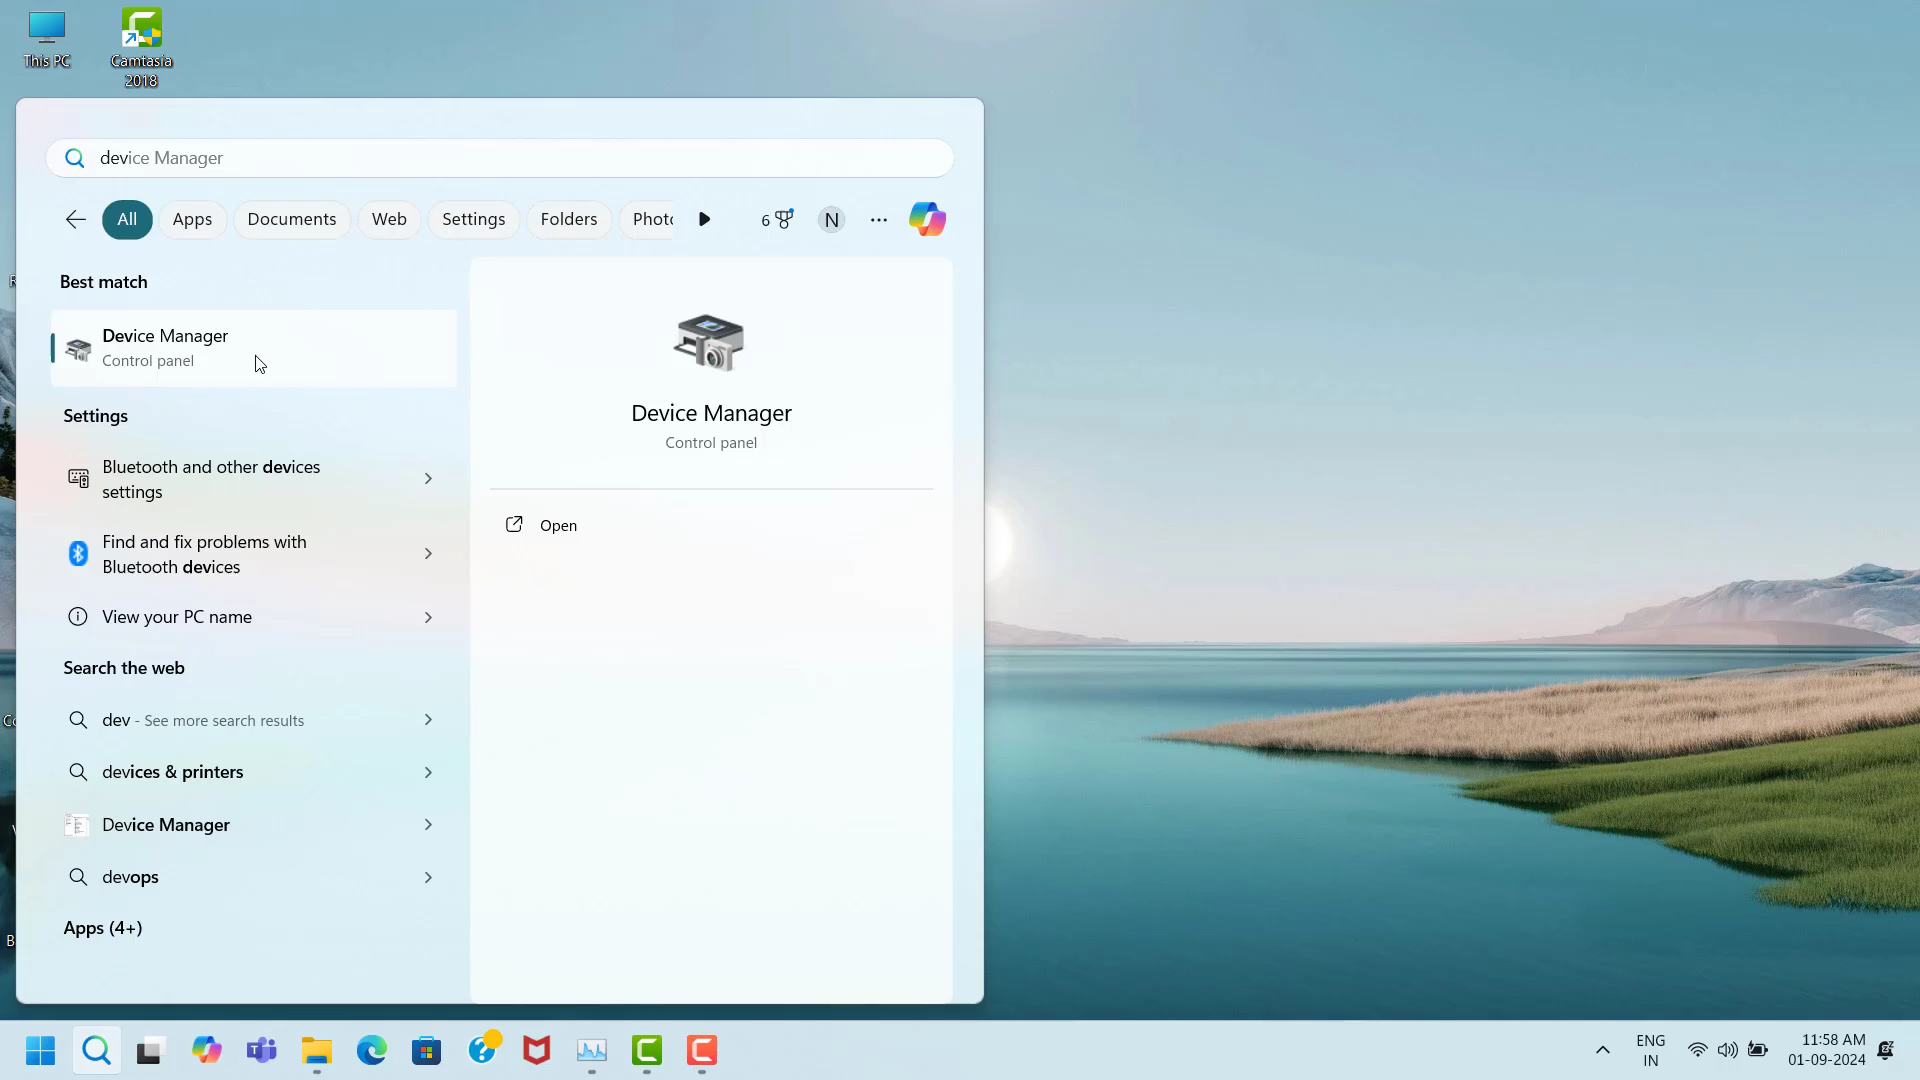 This PC
Camtasia
2018
device Manager
All
Apps
Documents
Web
Settings
Folders
6
N
Best match
Device Manager
Control panel
Settings
Bluetooth and other devices
settings
Find and fix problems with
Bluetooth devices
View your PC name
Search the web
dev - See more search results
devices & printers
Device Manager
devops
Apps (4+)
Device Manager
Control panel
Open
ENG
IN
11:58 AM
01-09-2024